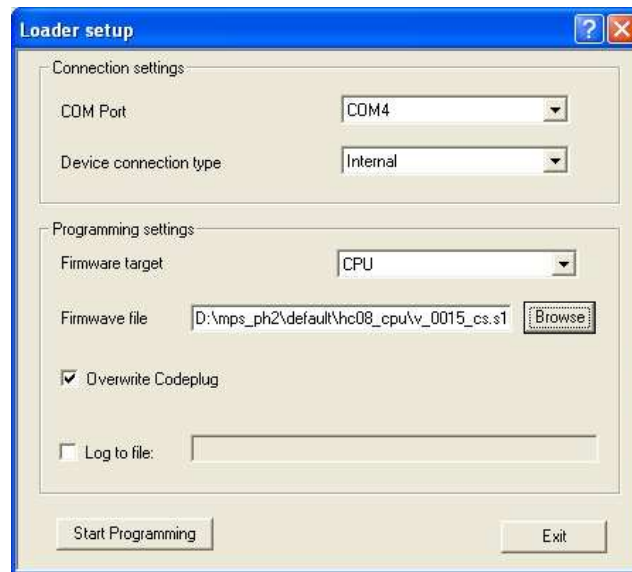 Loader setup
Connection settings
COM Port
COM4
Device connection type
Internal
Programming settings
Firmware target
CPU
Firmwave file
D:\mps_ph2\default\hc08_cpu\v_0015_cs.s1
Browse
Overwrite Codeplug
Log to file:
Start Programming
Exit